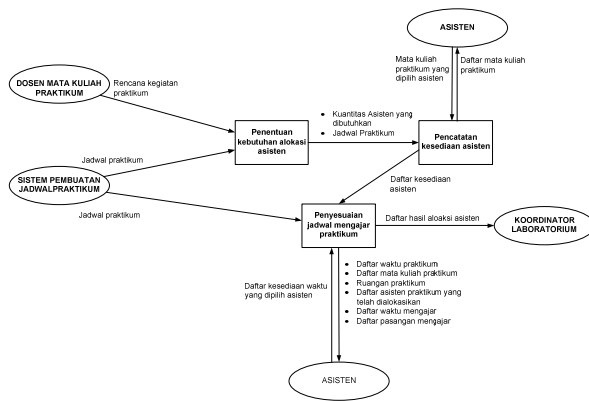 ASISTEN
Mata kuliah
praktikum yang
dipilih asisten
Daftar mata kuliah
praktikum
DOSEN MATA KULIAH
PRAKTIKUM
Rencana kegiatan
praktikum
Penentuan
kebutuhan alokasi
asisten
• Kuantitas Asisten yang
dibutuhkan
• Jadwal Praktikum
Pencatatan
kesediaan asisten
Jadwal praktikum
SISTEM PEMBUATAN
JADWALPRAKTIKUM
Jadwal praktikum
Daftar kesediaan
asisten
Penyesuaian
jadwal mengajar
praktikum
Daftar hasil aloaksi asisten
KOORDINATOR
LABORATORIUM
Daftar kesediaan waktu
yang dipilih asisten
• Daftar waktu praktikum
• Daftar mata kuliah praktikum
• Ruangan praktikum
• Daftar asisten praktikum yang
telah dialokasikan
• Daftar waktu mengajar
• Daftar pasangan mengajar
ASISTEN